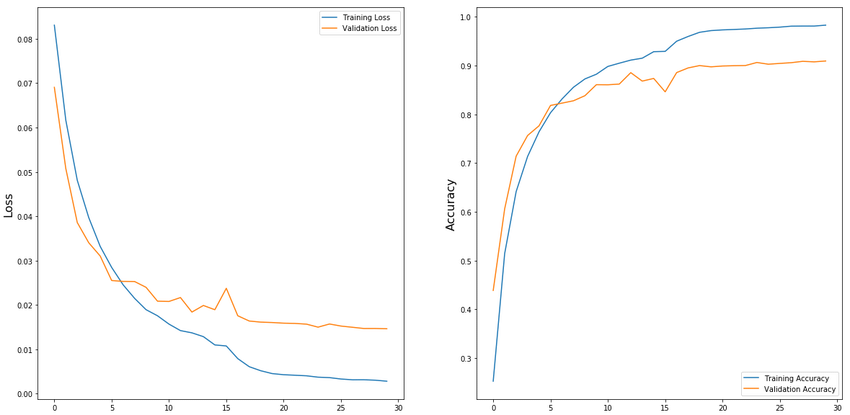 Training Loss
Validation Loss
0.08
0.07
0.06
0.05
0.04
0.03
0.02
0.01
0.00
Loss
0 5 10 15 20 25 30
1.0
0.9
0.8
0.7
0.6
0.5
0.4
0.3
Accuracy
Training Accuracy
Validation Accuracy
0 5 10 15 20 25 30